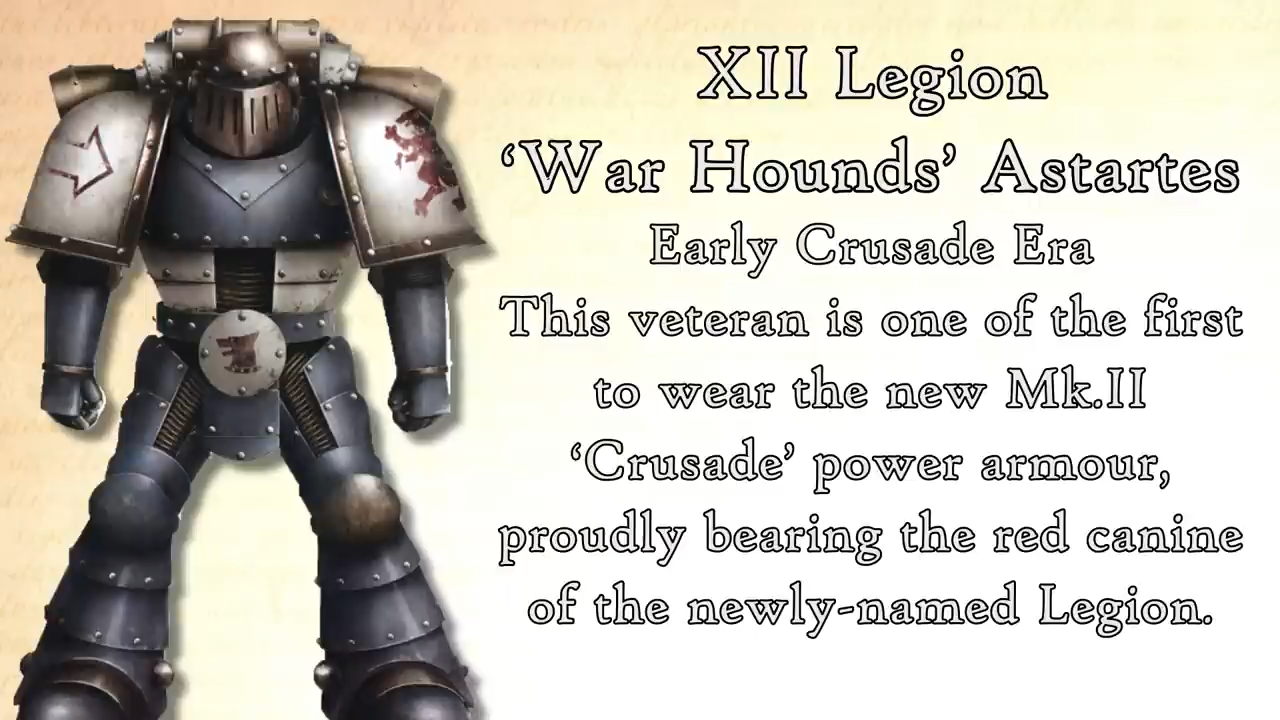 XII Legion
‘War Hounds’ Astartes
Early Crusade Era
This veteran is one of the first
to wear the new Mk.II
‘Crusade’ power armour,
proudly bearing the red canine
of the newly-named Legion.